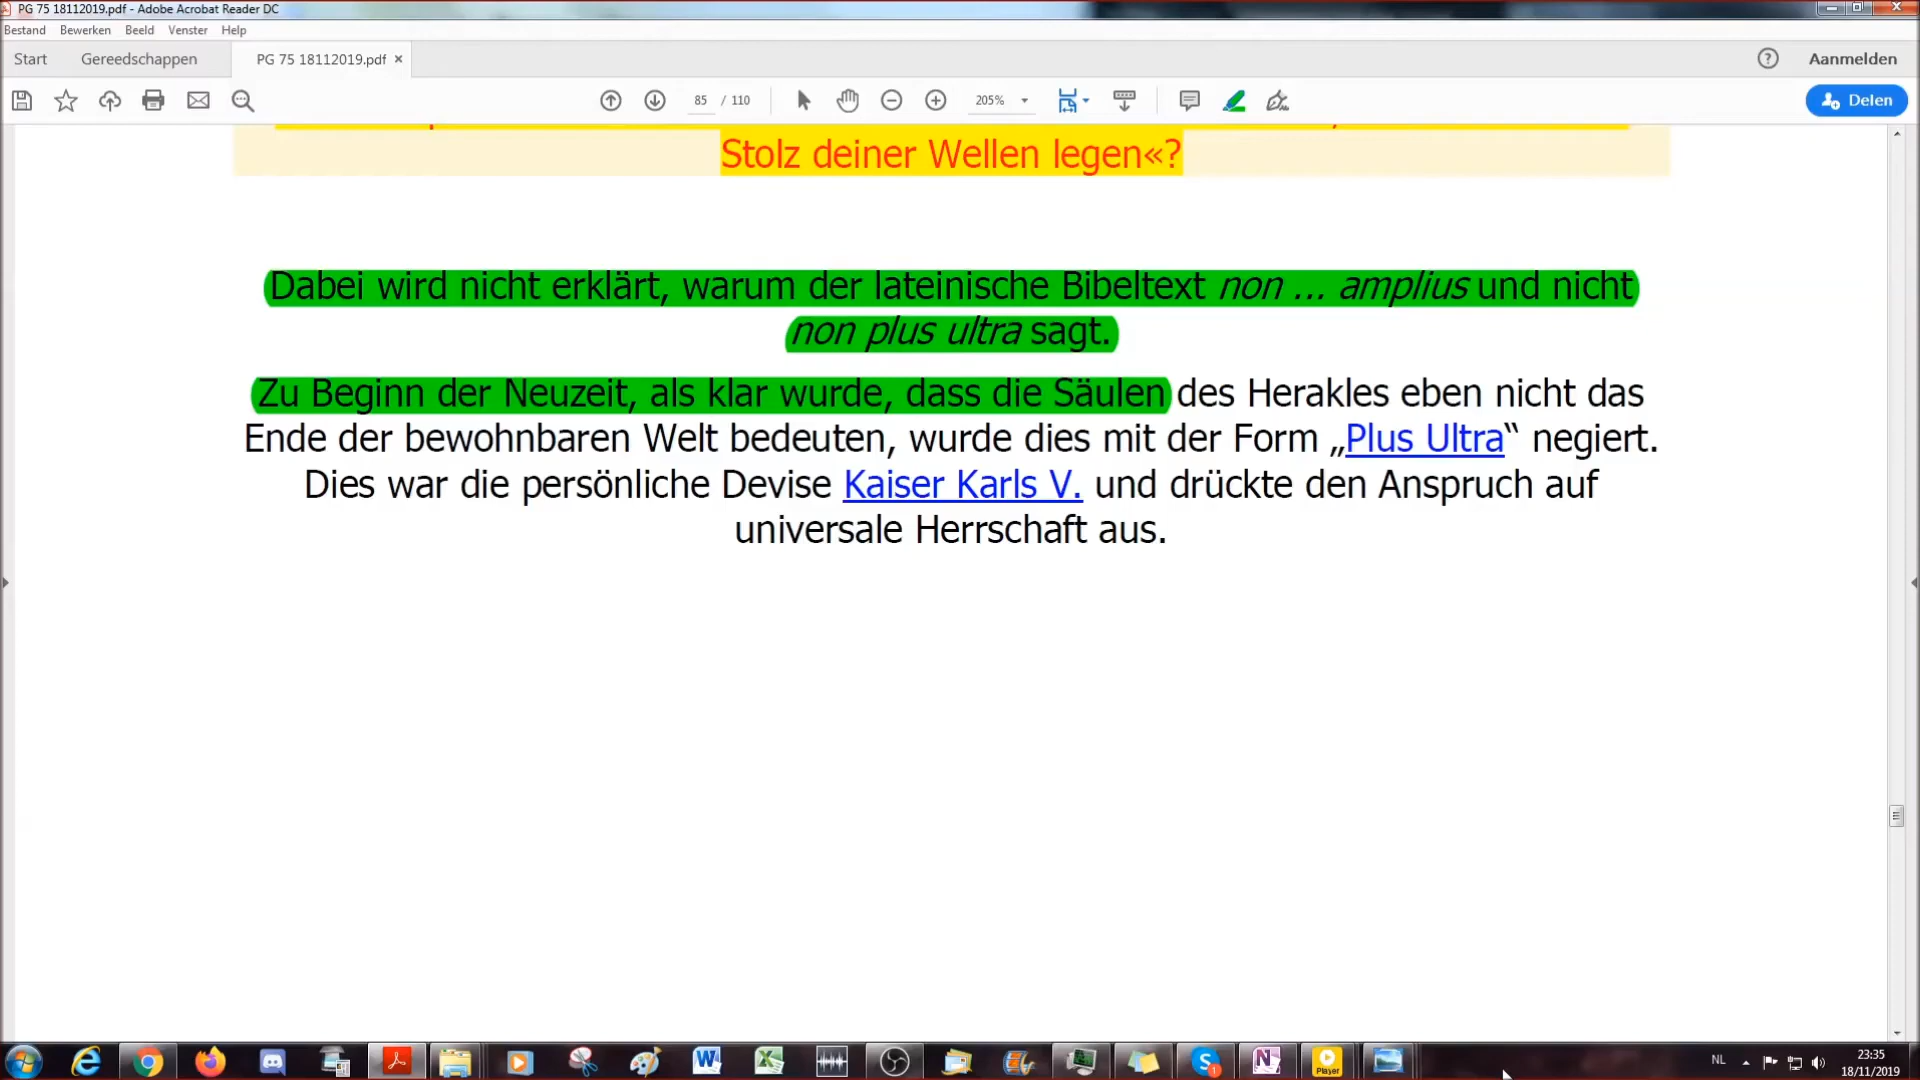 PG 75 18112019.pdf - Adobe Acrobat Reader DC
Bestand Bewerken Beeld Venster Help
Start Gereedschappen PG 75 18112019.pdf × Aanmelden
85 / 110 205% Delen
Stolz deiner Wellen legen«?
Dabei wird nicht erklärt, warum der lateinische Bibeltext non ... amplius und nicht
non plus ultra sagt.
Zu Beginn der Neuzeit, als klar wurde, dass die Säulen des Herakles eben nicht das
Ende der bewohnbaren Welt bedeuten, wurde dies mit der Form „Plus Ultra“ negiert.
Dies war die persönliche Devise Kaiser Karls V. und drückte den Anspruch auf
universale Herrschaft aus.
NL 23:35
18/11/2019
Player